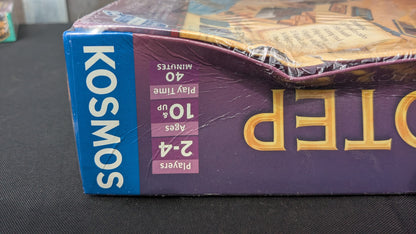 KOSMOS
2-4
Players
10 & UP
Ages
40
MINUTES
Play Time
OTEP